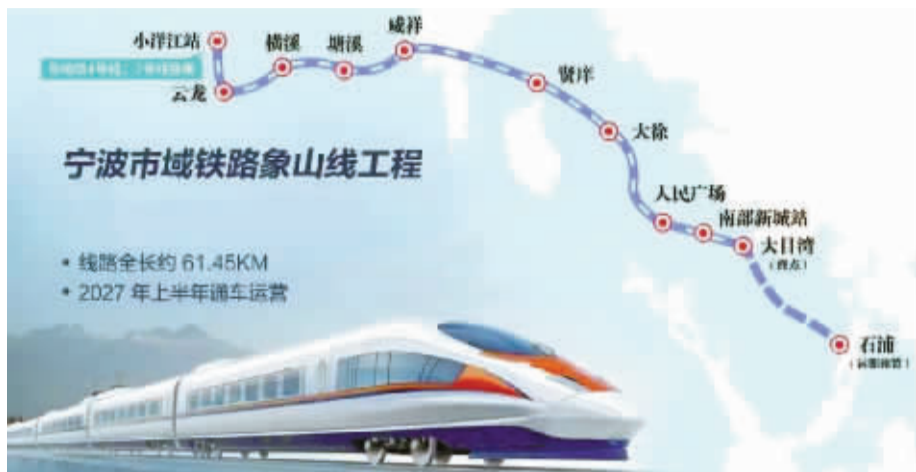 咸祥
小洋江站
横溪
塘溪
云龙
贤庠
大徐
宁波市域铁路象山线工程
人民广场
南部新城站
大目湾
• 线路全长约 61.45KM
• 2027 年上半年通车运营
石浦